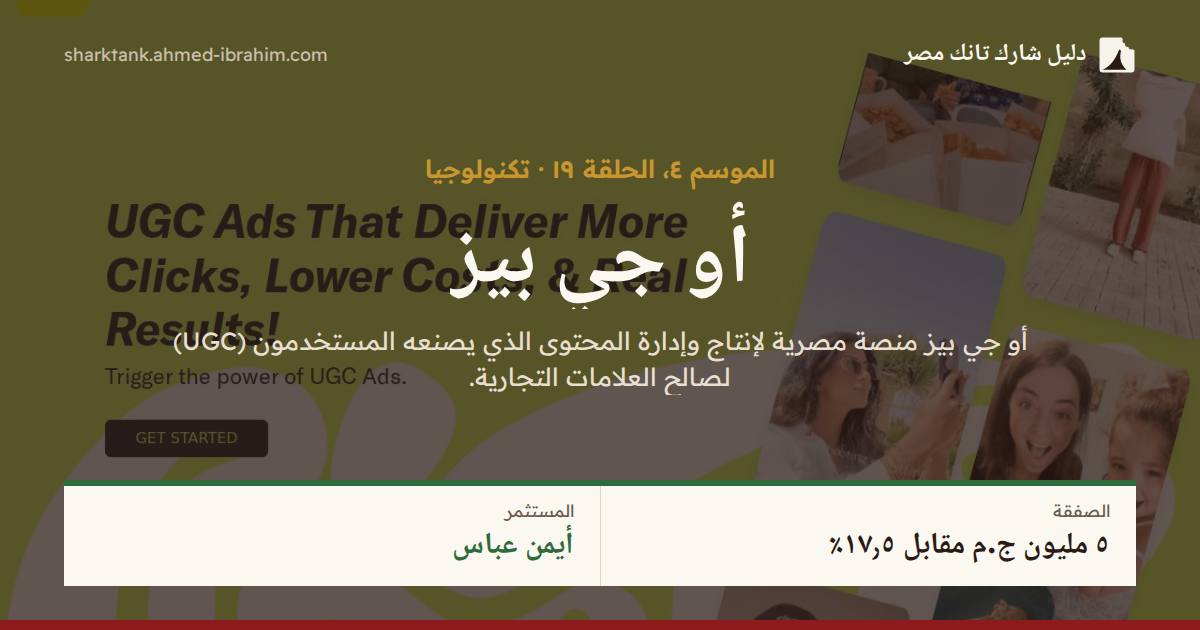 دليل شارك تانك مصر
sharktank.ahmed-ibrahim.com
الموسم ٤، الحلقة ١٩ · تكنولوجيا
أو جي بيز
أو جي بيز منصة مصرية لإنتاج وإدارة المحتوى الذي يصنعه المستخدمون (UGC)
لصالح العلامات التجارية.
UGC Ads That Deliver More
Clicks, Lower Costs, & Real
Results!
Trigger the power of UGC Ads.
GET STARTED
الصفقة
٥ مليون ج.م مقابل ١٧٫٥٪
المستثمر
أيمن عباس